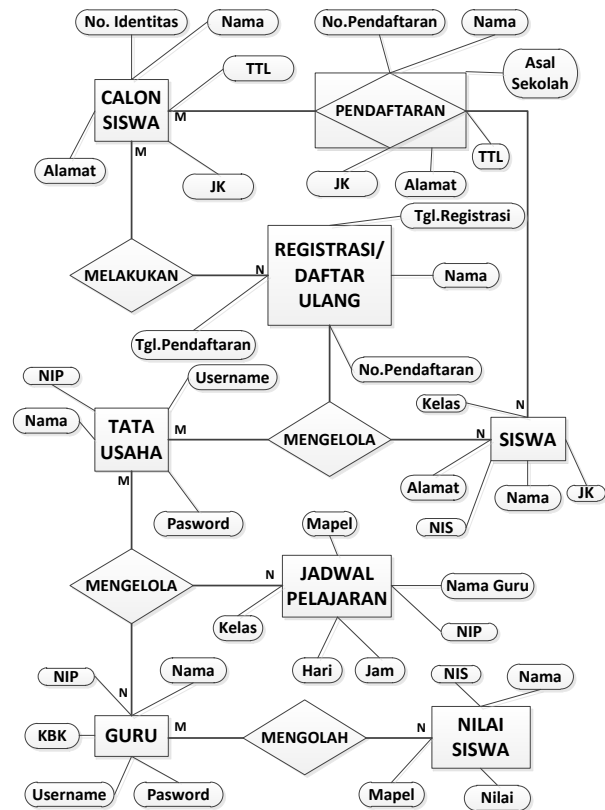 No. Identitas
Nama
No.Pendaftaran
Nama
TTL
Asal
Sekolah
CALON
SISWA
M
PENDAFTARAN
M
Alamat
JK
JK
Alamat
TTL
Tgl.Registrasi
MELAKUKAN
N
REGISTRASI/
DAFTAR
ULANG
Nama
Tgl.Pendaftaran
No.Pendaftaran
NIP
Username
Nama
TATA
USAHA
M
M
MENGELOLA
Kelas
N
N
SISWA
Alamat
Nama
JK
NIS
Pasword
Mapel
MENGELOLA
N
JADWAL
PELAJARAN
Nama Guru
Kelas
NIP
Hari
Jam
NIP
Nama
N
NIS
Nama
KBK
GURU
M
MENGOLAH
N
NILAI
SISWA
Username
Pasword
Mapel
Nilai